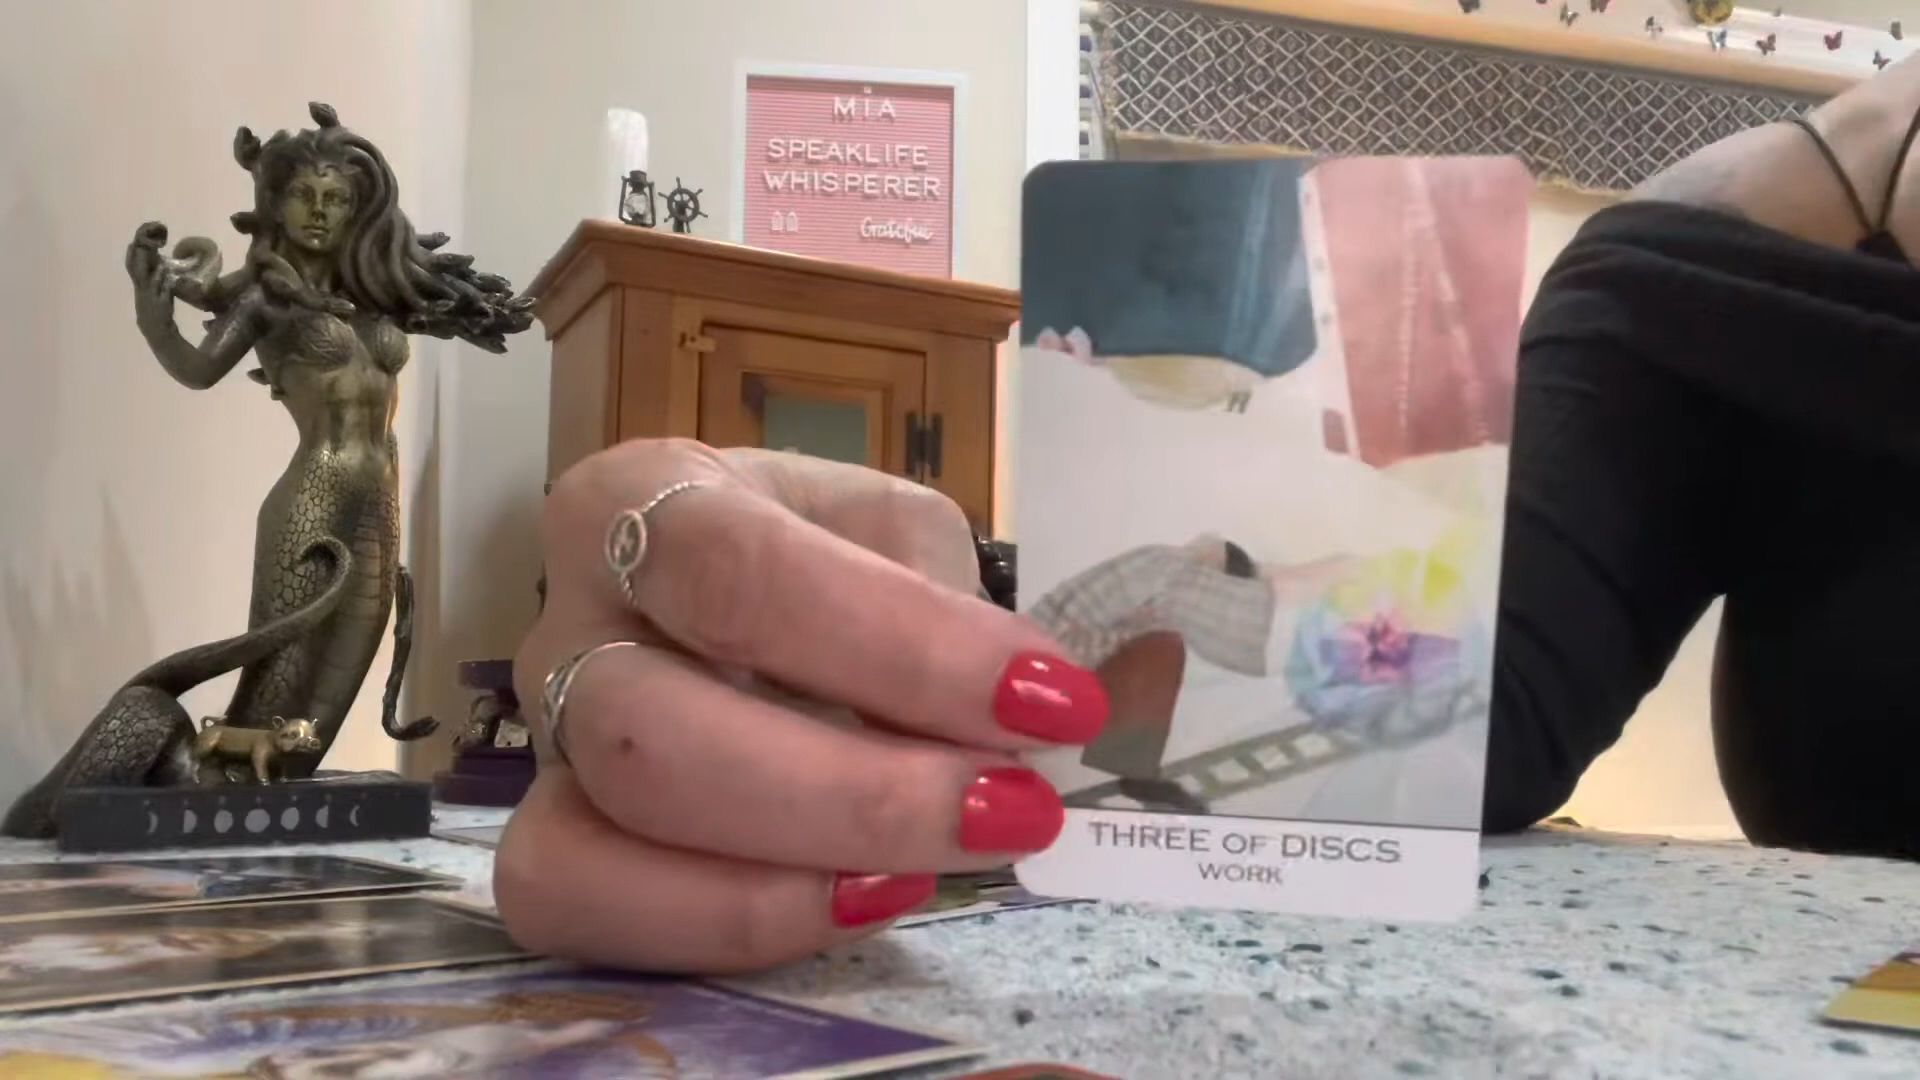 MIA
SPEAKLIFE
WHISPERER
Grateful
THREE OF DISCS
WORK